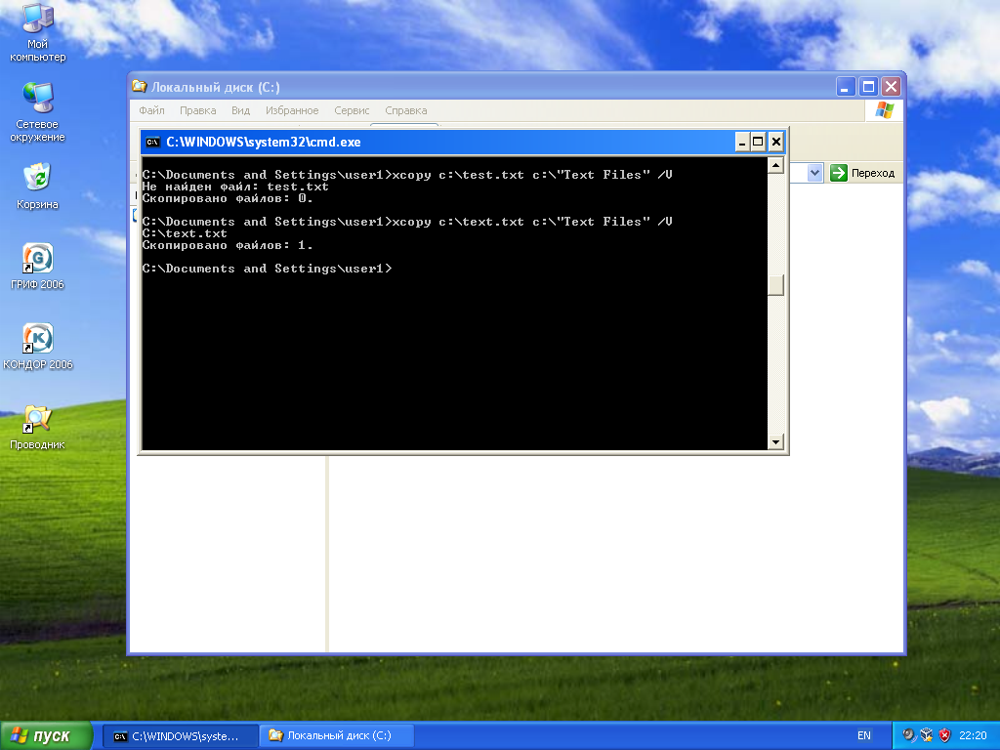 Мой
компьютер
Сетевое
окружение
Корзина
ГРИФ 2006
КОНДОР 2006
Проводник
Локальный диск (C:)
Файл Правка Вид Избранное Сервис Справка
Переход
C:\WINDOWS\system32\cmd.exe
C:\Documents and Settings\user1>xcopy c:\test.txt c:\"Text Files" /V
Не найден файл: test.txt
Скопировано файлов: 0.
C:\Documents and Settings\user1>xcopy c:\text.txt c:\"Text Files" /V
C:\text.txt
Скопировано файлов: 1.
C:\Documents and Settings\user1>
пуск
C:\WINDOWS\syste...
Локальный диск (C:)
EN
22:20